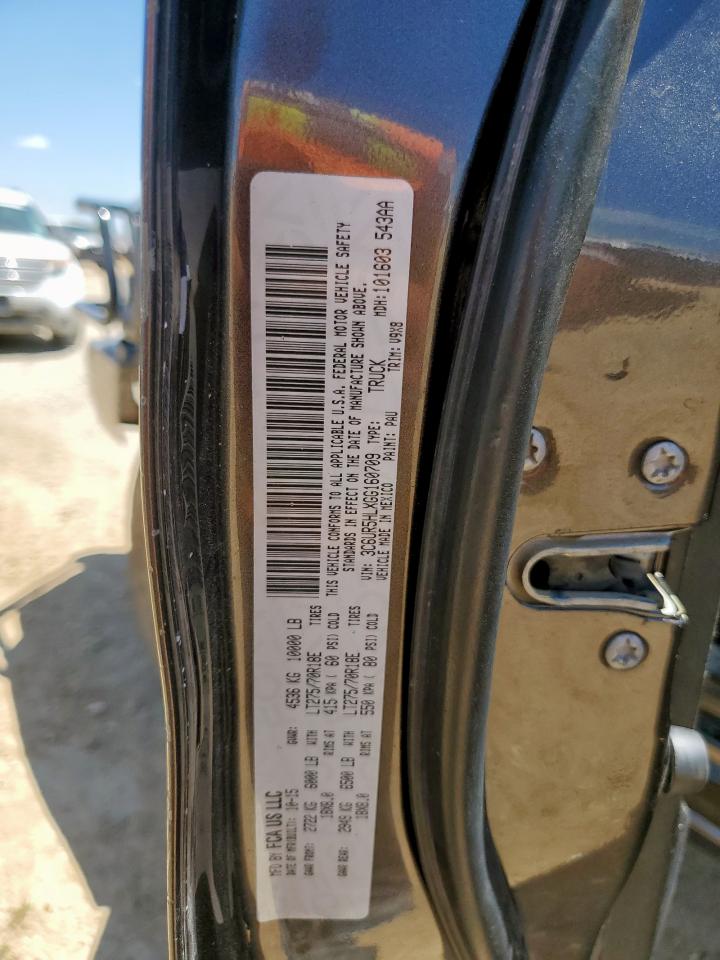 MFD BY: FCA US LLC
DATE OF MFR(BUILT): 10-15 GVWR: 4536 KG 10000 LB
GAWR FRONT: 2722 KG 6000 LB WITH LT275/70R18E TIRES
18X8.0 RIMS AT 415 KPA ( 60 PSI) COLD
GAWR REAR: 2949 KG 6500 LB WITH LT275/70R18E TIRES
18X8.0 RIMS AT 550 KPA ( 80 PSI) COLD
THIS VEHICLE CONFORMS TO ALL APPLICABLE U.S.A. FEDERAL MOTOR VEHICLE SAFETY
STANDARDS IN EFFECT ON THE DATE OF MANUFACTURE SHOWN ABOVE.
VIN: 3C6UR5HLXGG160709 TYPE: TRUCK MDH:101603 543AA
VEHICLE MADE IN MEXICO PAINT: PAU TRIM: V9X8